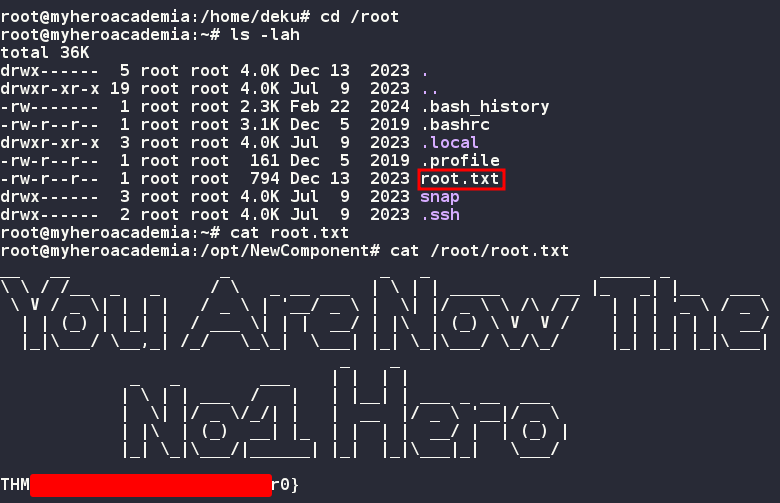 root@myheroacademia:/home/deku# cd /root
root@myheroacademia:~# ls -lah
total 36K
drwx------  5 root root 4.0K Dec 13  2023 .
drwxr-xr-x 19 root root 4.0K Jul  9  2023 ..
-rw-------  1 root root 2.3K Feb 22  2024 .bash_history
-rw-r--r--  1 root root 3.1K Dec  5  2019 .bashrc
drwxr-xr-x  3 root root 4.0K Jul  9  2023 .local
-rw-r--r--  1 root root  161 Dec  5  2019 .profile
-rw-r--r--  1 root root  794 Dec 13  2023 root.txt
drwx------  3 root root 4.0K Jul  9  2023 snap
drwx------  2 root root 4.0K Jul  9  2023 .ssh
root@myheroacademia:~# cat root.txt
root@myheroacademia:/opt/NewComponent# cat /root/root.txt
You Are Now The
No1 Hero
THM
r0}